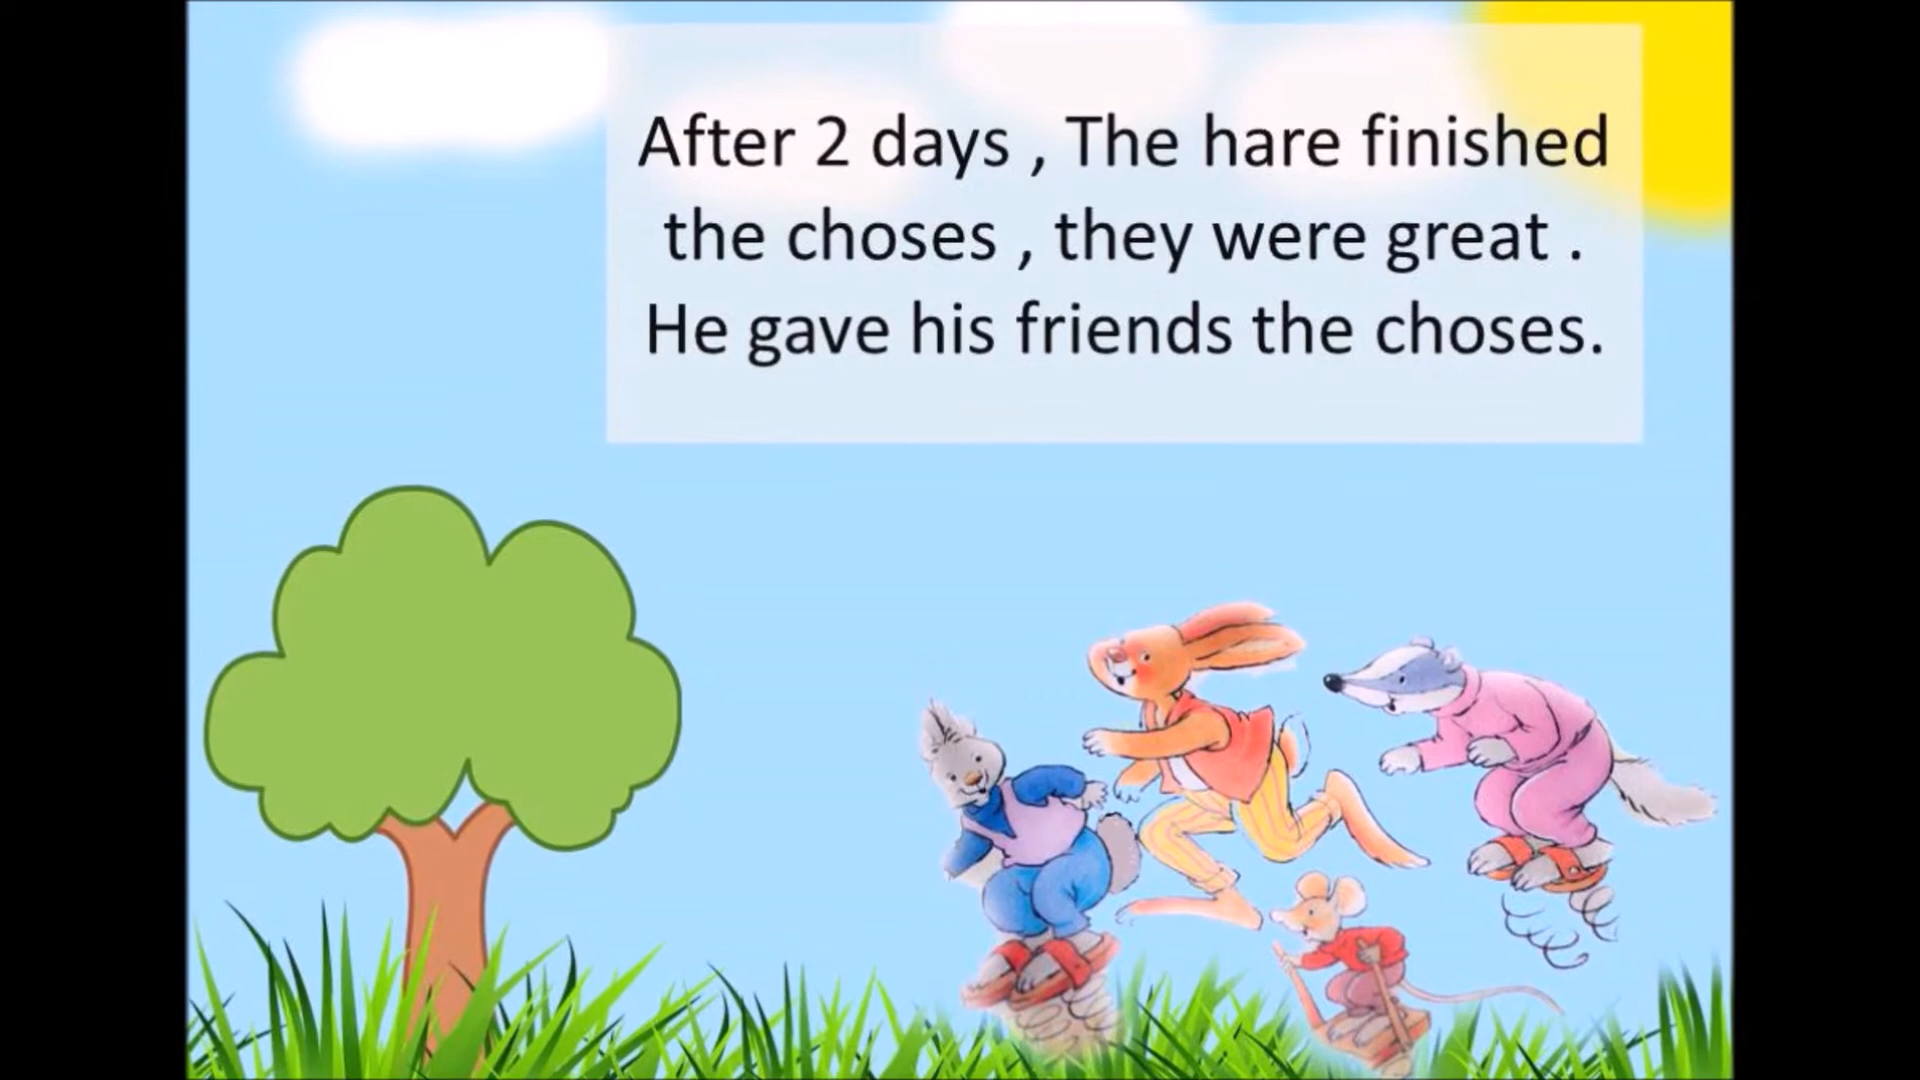 After 2 days , The hare finished
the choses , they were great .
He gave his friends the choses.